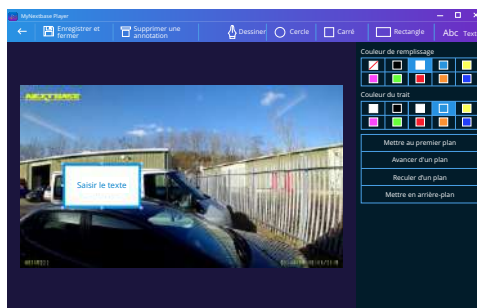 MyNextbase Player
Enregistrer et fermer
Supprimer une annotation
Dessiner
Cercle
Carré
Rectangle
Abc Text
Couleur de remplissage
Couleur du trait
NEXTBASE
Saisir le texte
Mettre au premier plan
Avancer d'un plan
Reculer d'un plan
Mettre en arrière-plan